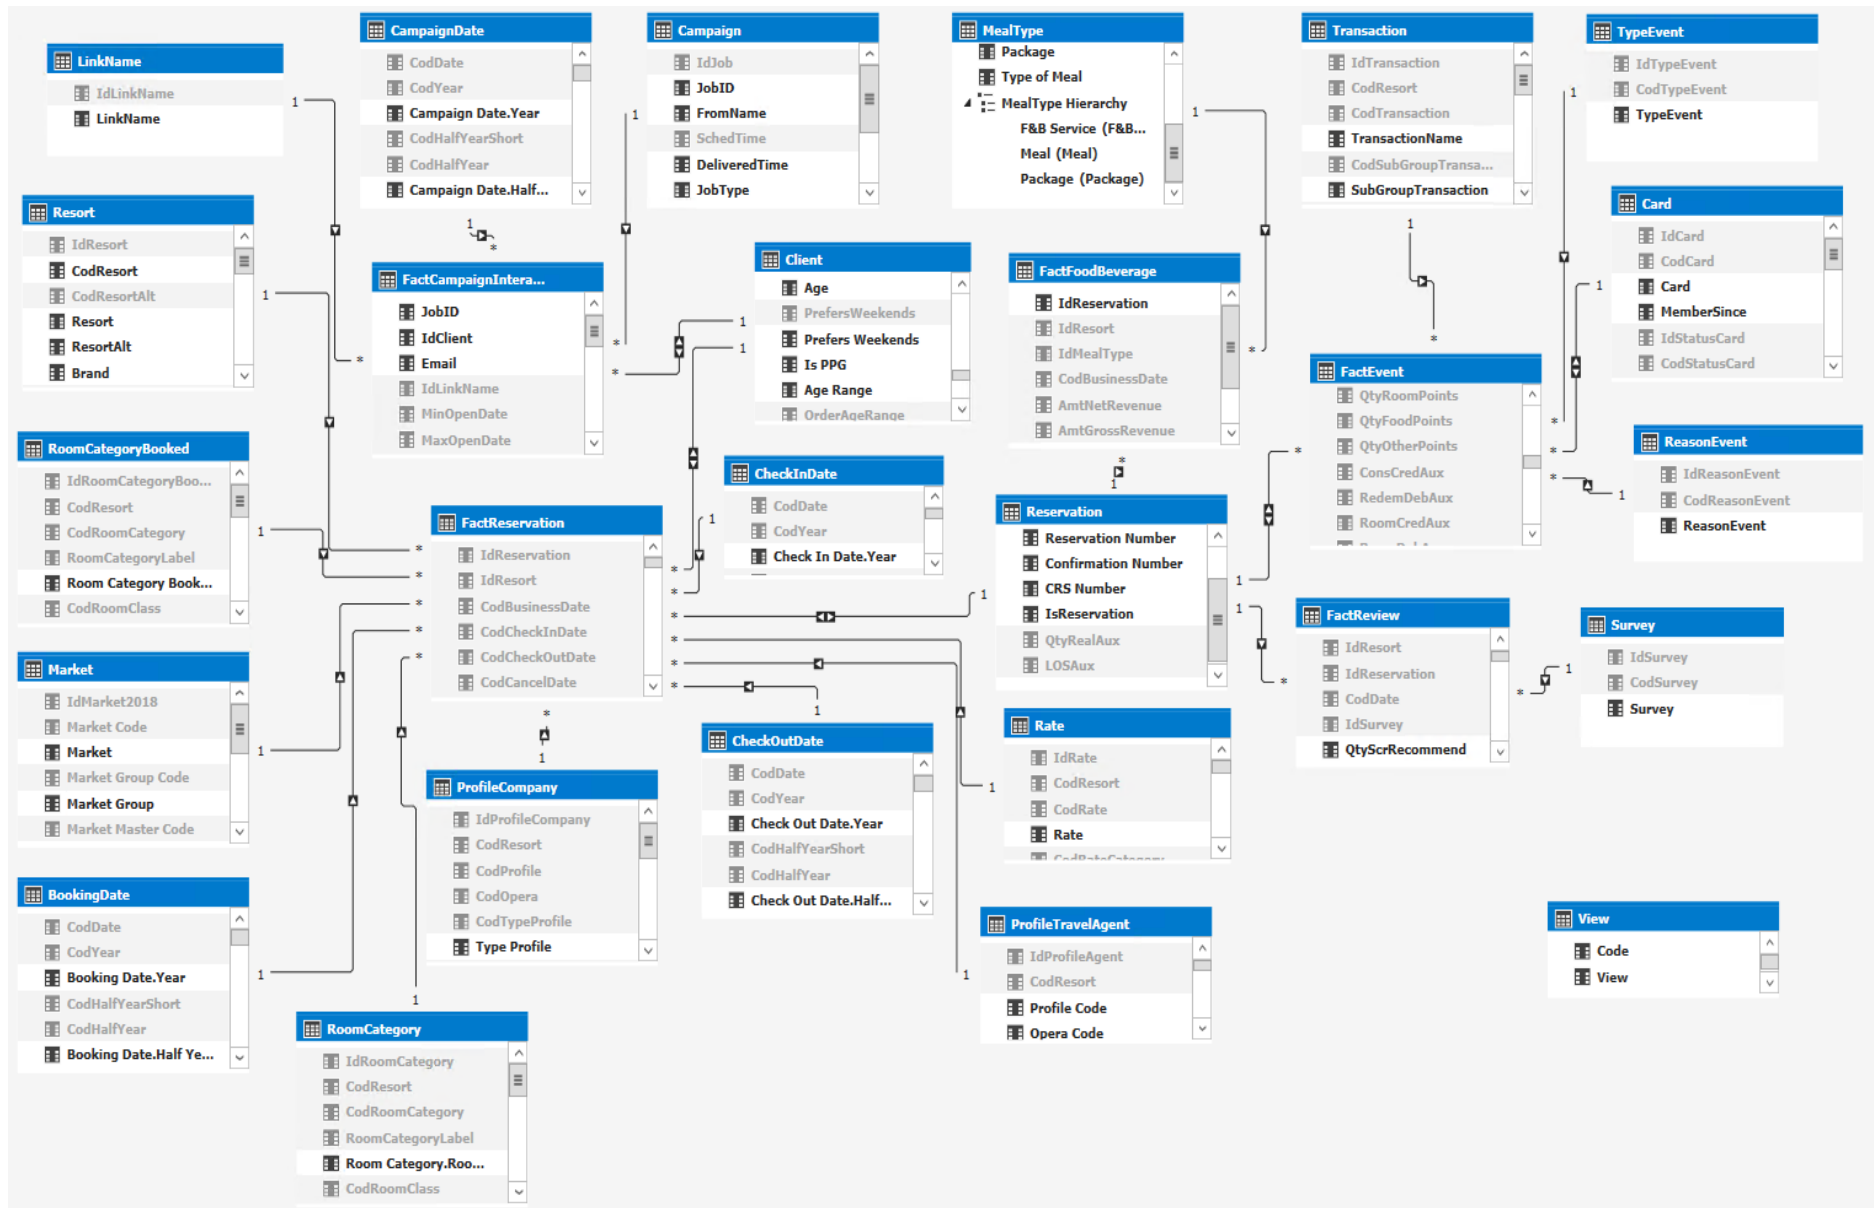 LinkName
IdLinkName
LinkName
CampaignDate
CodDate
CodYear
Campaign Date.Year
CodHalfYearShort
CodHalfYear
Campaign Date.Half...
Campaign
IdJob
JobID
FromName
SchedTime
DeliveredTime
JobType
MealType
Package
Type of Meal
MealType Hierarchy
F&B Service (F&B...
Meal (Meal)
Package (Package)
Transaction
IdTransaction
CodResort
CodTransaction
TransactionName
CodSubGroupTransa...
SubGroupTransaction
TypeEvent
IdTypeEvent
CodTypeEvent
TypeEvent
Resort
IdResort
CodResort
CodResortAlt
Resort
ResortAlt
Brand
FactCampaignIntera...
JobID
IdClient
Email
IdLinkName
MinOpenDate
MaxOpenDate
Client
Age
PrefersWeekends
Prefers Weekends
Is PPG
Age Range
OrderAgeRange
FactFoodBeverage
IdReservation
IdResort
IdMealType
CodBusinessDate
AmtNetRevenue
AmtGrossRevenue
Card
IdCard
CodCard
Card
MemberSince
IdStatusCard
CodStatusCard
FactEvent
QtyRoomPoints
QtyFoodPoints
QtyOtherPoints
ConsCredAux
RedemDebAux
RoomCredAux
ReasonEvent
IdReasonEvent
CodReasonEvent
ReasonEvent
RoomCategoryBooked
IdRoomCategoryBoo...
CodResort
CodRoomCategory
RoomCategoryLabel
Room Category Book...
CodRoomClass
FactReservation
IdReservation
IdResort
CodBusinessDate
CodCheckInDate
CodCheckOutDate
CodCancelDate
CheckInDate
CodDate
CodYear
Check In Date.Year
Reservation
Reservation Number
Confirmation Number
CRS Number
IsReservation
QtyRealAux
LOSAux
FactReview
IdResort
IdReservation
CodDate
IdSurvey
QtyScrRecommend
Survey
IdSurvey
CodSurvey
Survey
Market
IdMarket2018
Market Code
Market
Market Group Code
Market Group
Market Master Code
ProfileCompany
IdProfileCompany
CodResort
CodProfile
CodOpera
CodTypeProfile
Type Profile
CheckOutDate
CodDate
CodYear
Check Out Date.Year
CodHalfYearShort
CodHalfYear
Check Out Date.Half...
Rate
IdRate
CodResort
CodRate
Rate
CodRateCategory
BookingDate
CodDate
CodYear
Booking Date.Year
CodHalfYearShort
CodHalfYear
Booking Date.Half Ye...
ProfileTravelAgent
IdProfileAgent
CodResort
Profile Code
Opera Code
View
Code
View
RoomCategory
IdRoomCategory
CodResort
CodRoomCategory
RoomCategoryLabel
Room Category.Roo...
CodRoomClass